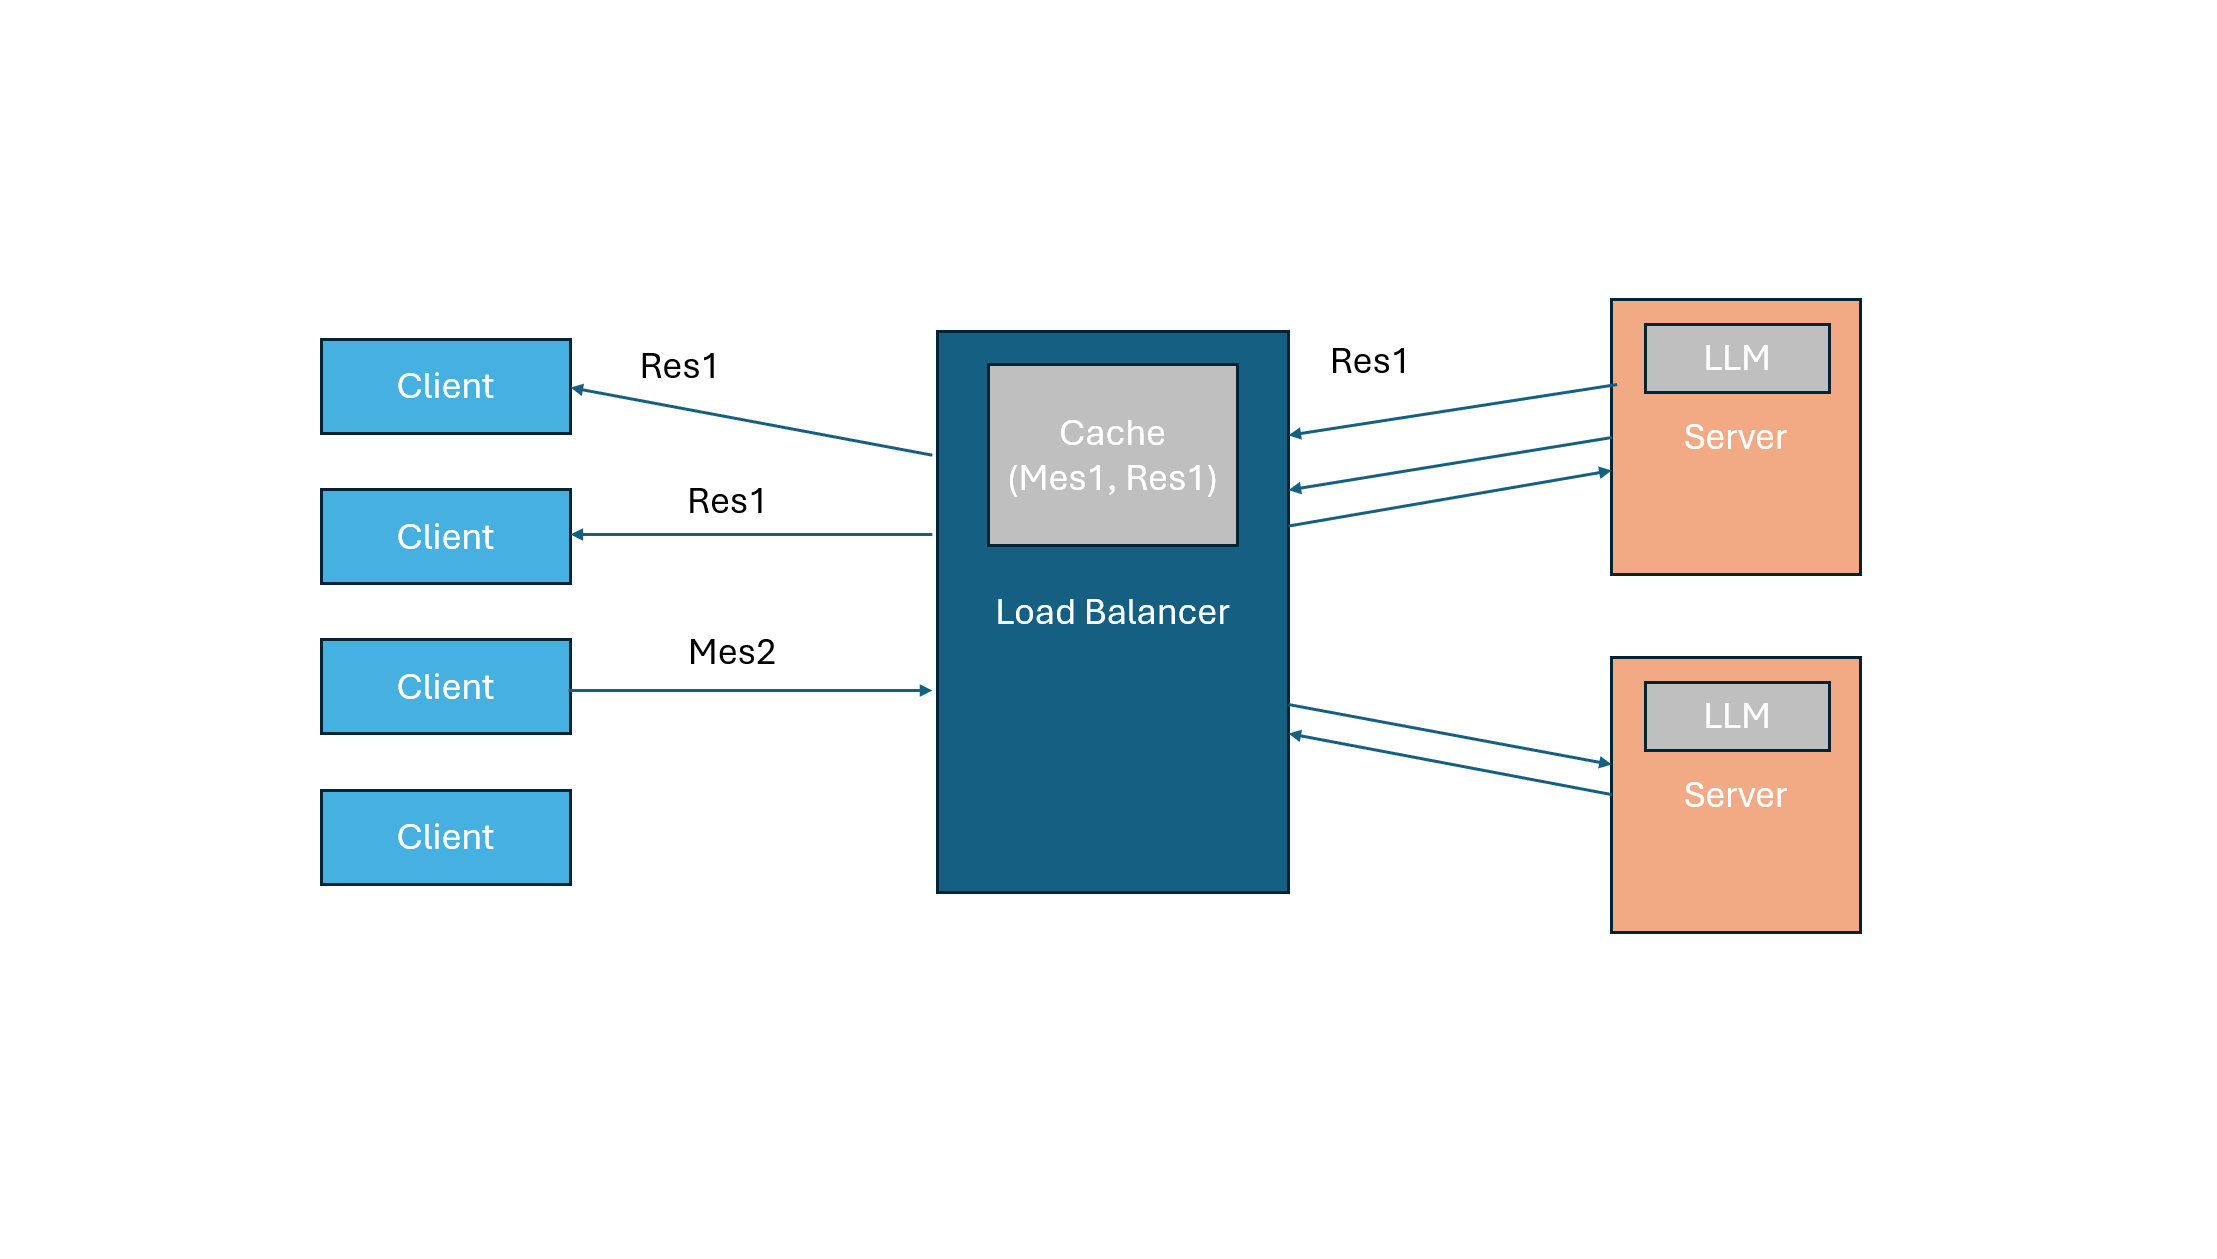 Res1
Client
Res1
Client
Mes2
Client
Client
Cache
(Mes1, Res1)
Load Balancer
Res1
LLM
Server
LLM
Server